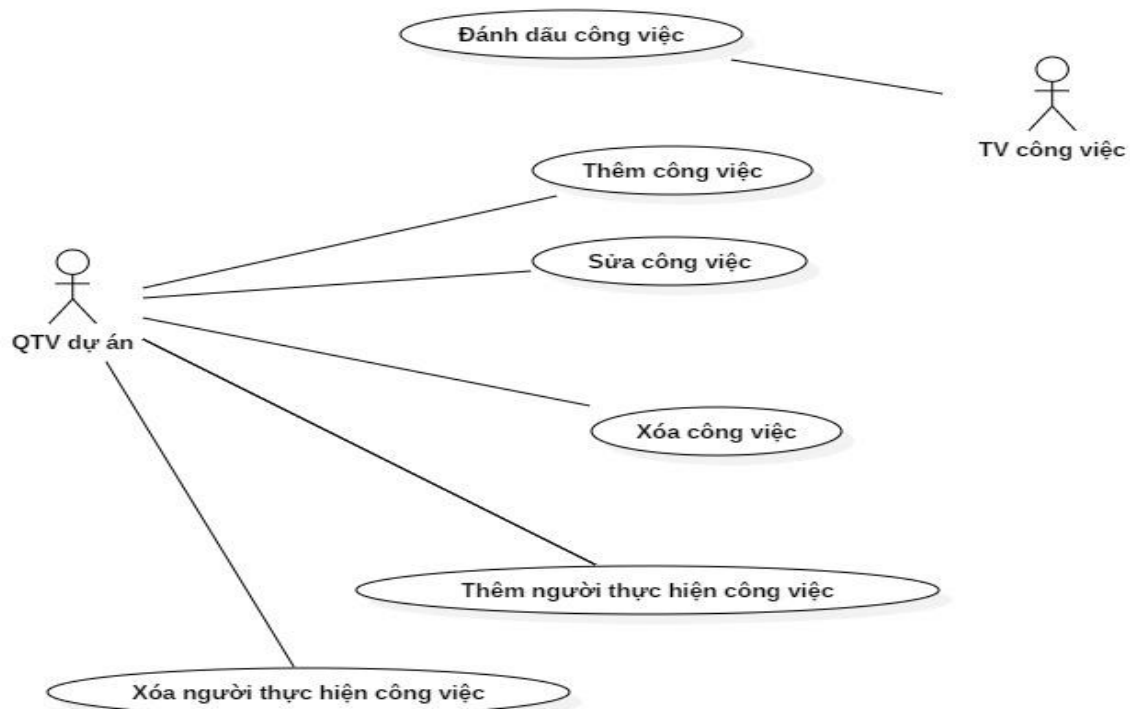 Đánh dấu công việc
TV công việc
Thêm công việc
Sửa công việc
QTV dự án
Xóa công việc
Thêm người thực hiện công việc
Xóa người thực hiện công việc